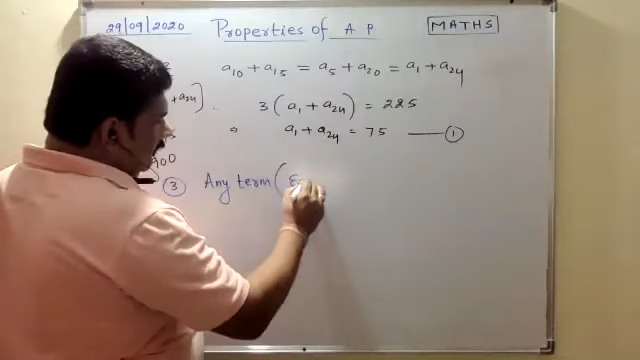 29/09/2020 Properties of A P MATHS
a₁₀ + a₁₅ = a₅ + a₂₀ = a₁ + a₂₄
+ a₂₄] 3 ( a₁ + a₂₄ ) = 225
⇒ a₁ + a₂₄ = 75 —— ①
900
③ Any term (